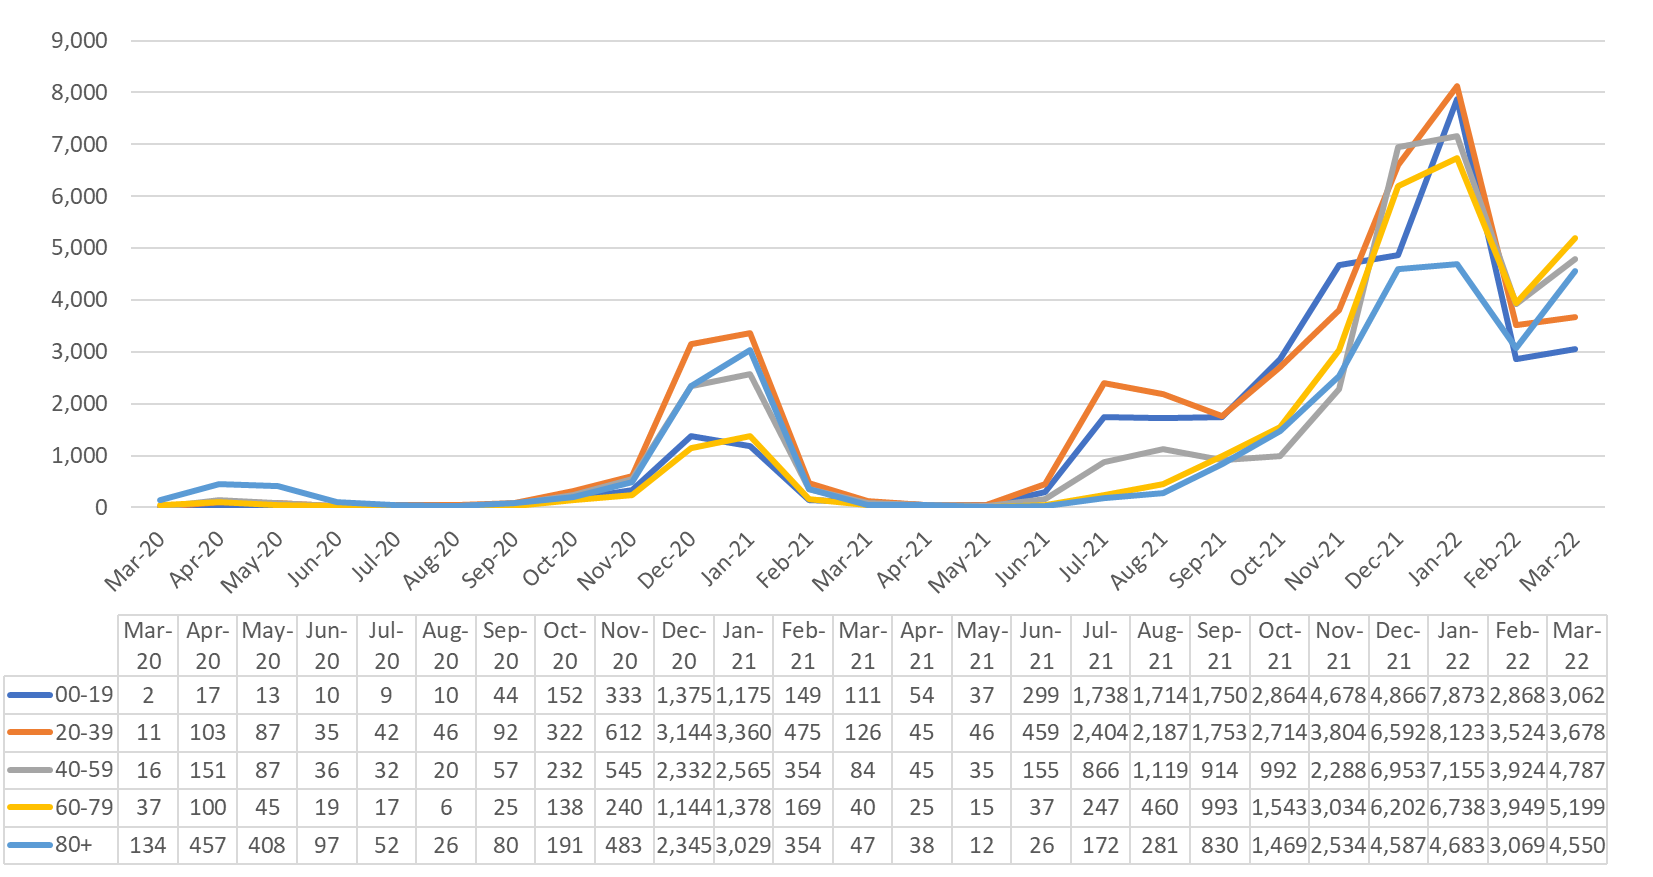 9,000
8,000
7,000
6,000
5,000
4,000
3,000
2,000
1,000
0
Mar-20 Apr-20 May-20 Jun-20 Jul-20 Aug-20 Sep-20 Oct-20 Nov-20 Dec-20 Jan-21 Feb-21 Mar-21 Apr-21 May-21 Jun-21 Jul-21 Aug-21 Sep-21 Oct-21 Nov-21 Dec-21 Jan-22 Feb-22 Mar-22
Mar- Apr- May- Jun- Jul- Aug- Sep- Oct- Nov- Dec- Jan- Feb- Mar- Apr- May- Jun- Jul- Aug- Sep- Oct- Nov- Dec- Jan- Feb- Mar-
20 20 20 20 20 20 20 20 20 20 21 21 21 21 21 21 21 21 21 21 21 21 22 22 22
00-19 2 17 13 10 9 10 44 152 333 1,375 1,175 149 111 54 37 299 1,738 1,714 1,750 2,864 4,678 4,866 7,873 2,868 3,062
20-39 11 103 87 35 42 46 92 322 612 3,144 3,360 475 126 45 46 459 2,404 2,187 1,753 2,714 3,804 6,592 8,123 3,524 3,678
40-59 16 151 87 36 32 20 57 232 545 2,332 2,565 354 84 45 35 155 866 1,119 914 992 2,288 6,953 7,155 3,924 4,787
60-79 37 100 45 19 17 6 25 138 240 1,144 1,378 169 40 25 15 37 247 460 993 1,543 3,034 6,202 6,738 3,949 5,199
80+ 134 457 408 97 52 26 80 191 483 2,345 3,029 354 47 38 12 26 172 281 830 1,469 2,534 4,587 4,683 3,069 4,550